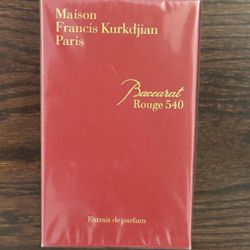 Maison
Francis Kurkdjian
Paris
Baccarat
Rouge 540
Extrait de parfum